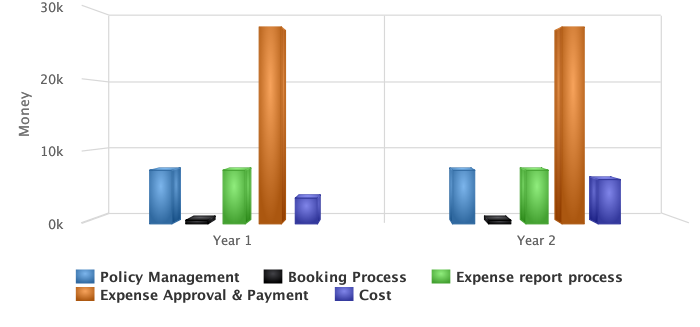 30k
20k
10k
0k
Money
Year 1
Year 2
Policy Management
Booking Process
Expense report process
Expense Approval & Payment
Cost